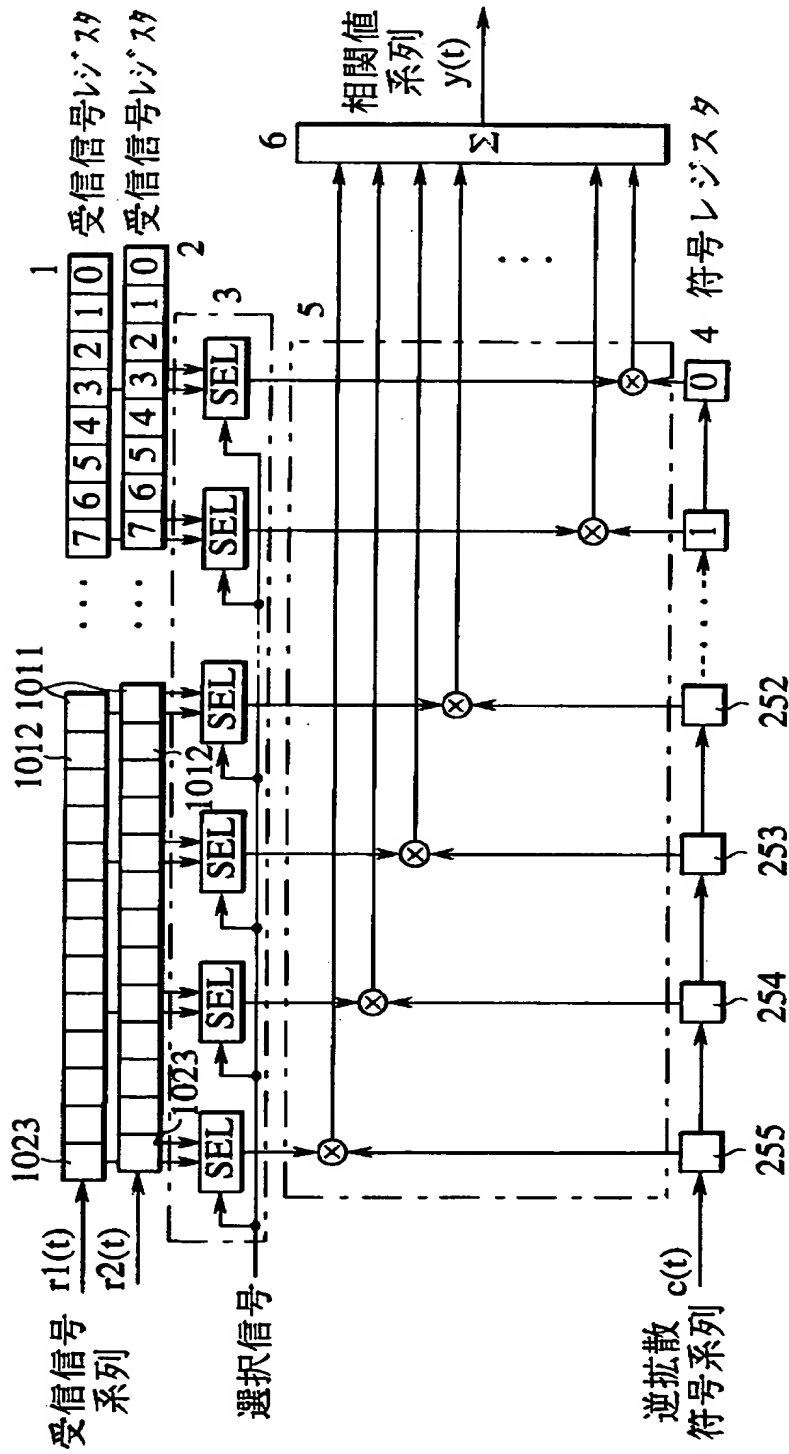 受信信号
系列
r1(t)
r2(t)
1023
1012
1011
1023
1012
7 6 5 4 3 2 1 0
7 6 5 4 3 2 1 0
1
受信信号レジスタ
受信信号レジスタ
2
選択信号
SEL
SEL
SEL
SEL
SEL
SEL
3
5
6
Σ
相関値
系列
y(t)
逆拡散
符号系列
c(t)
255
254
253
252
1
0
4 符号レジスタ